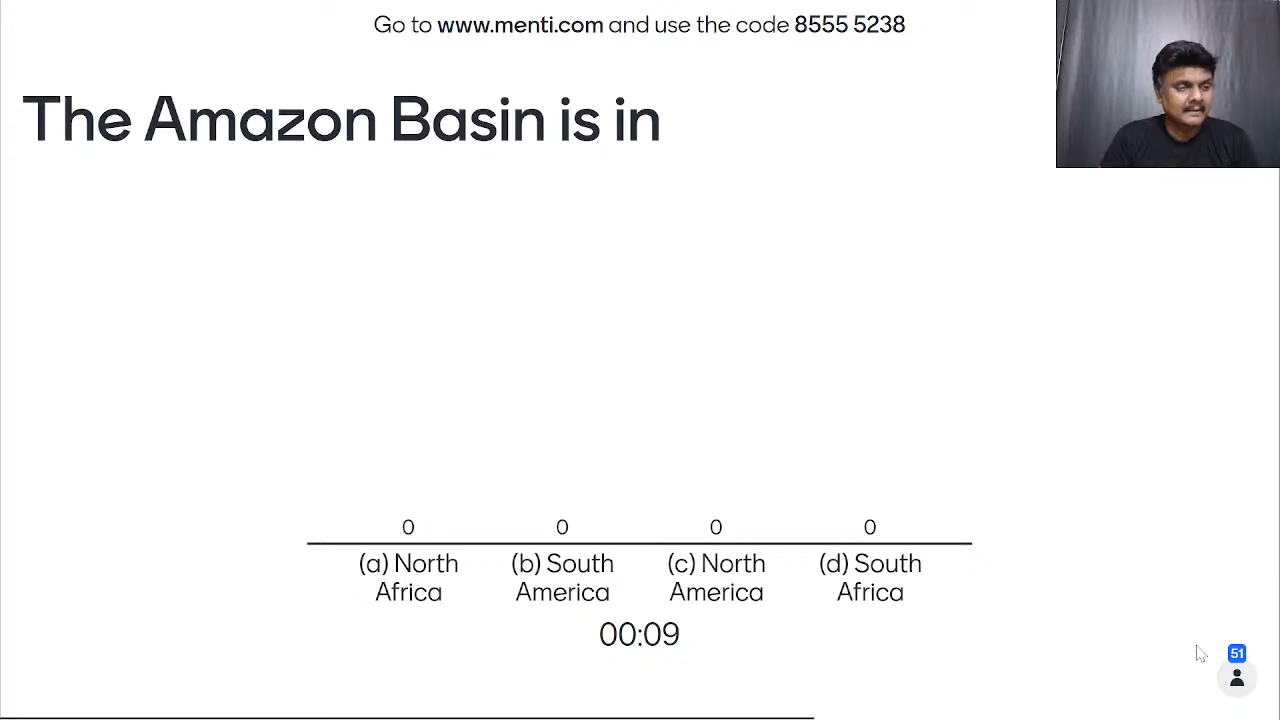 Go to www.menti.com and use the code 8555 5238
The Amazon Basin is in
0 0 0 0
(a) North (b) South (c) North (d) South
Africa America America Africa
00:09
51